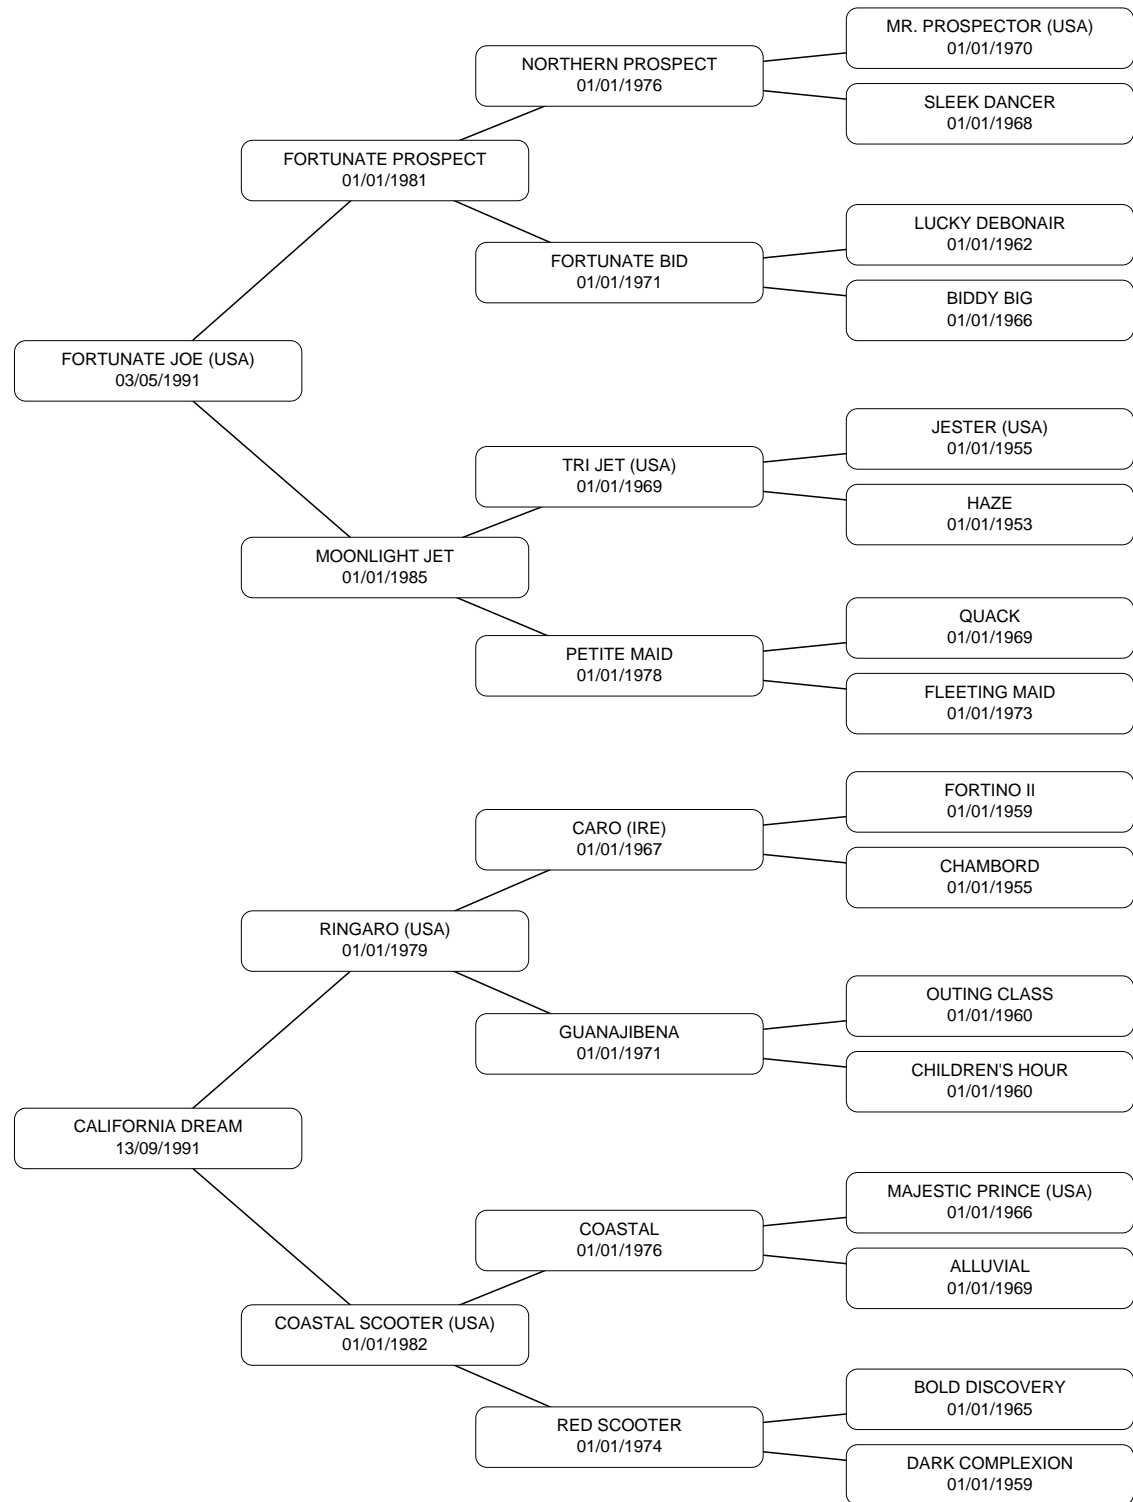 MR. PROSPECTOR (USA)
01/01/1970
NORTHERN PROSPECT
01/01/1976
SLEEK DANCER
01/01/1968
FORTUNATE PROSPECT
01/01/1981
LUCKY DEBONAIR
01/01/1962
FORTUNATE BID
01/01/1971
BIDDY BIG
01/01/1966
FORTUNATE JOE (USA)
03/05/1991
JESTER (USA)
01/01/1955
TRI JET (USA)
01/01/1969
HAZE
01/01/1953
MOONLIGHT JET
01/01/1985
QUACK
01/01/1969
PETITE MAID
01/01/1978
FLEETING MAID
01/01/1973
FORTINO II
01/01/1959
CARO (IRE)
01/01/1967
CHAMBORD
01/01/1955
RINGARO (USA)
01/01/1979
OUTING CLASS
01/01/1960
GUANAJIBENA
01/01/1971
CHILDREN'S HOUR
01/01/1960
CALIFORNIA DREAM
13/09/1991
MAJESTIC PRINCE (USA)
01/01/1966
COASTAL
01/01/1976
ALLUVIAL
01/01/1969
COASTAL SCOOTER (USA)
01/01/1982
BOLD DISCOVERY
01/01/1965
RED SCOOTER
01/01/1974
DARK COMPLEXION
01/01/1959